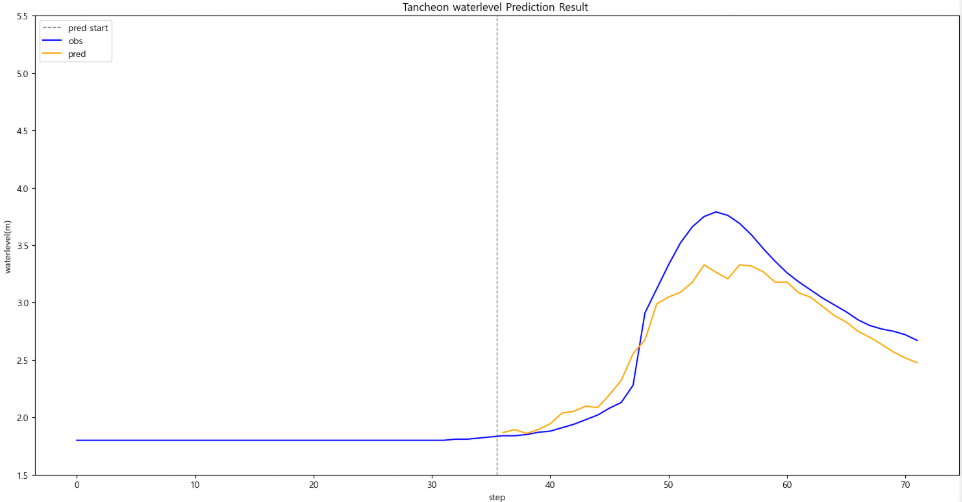 Tancheon waterlevel Prediction Result
pred start
obs
pred
5.5
5.0
4.5
4.0
3.5
3.0
2.5
2.0
1.5
waterlevel(m)
0 10 20 30 40 50 60 70
step